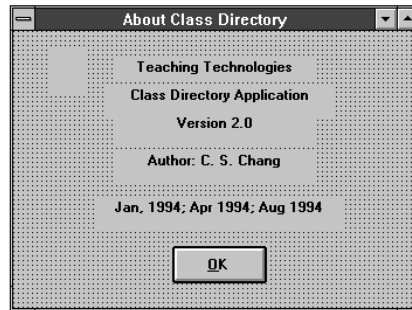 About Class Directory
Teaching Technologies
Class Directory Application
Version 2.0
Author: C. S. Chang
Jan, 1994; Apr 1994; Aug 1994
OK